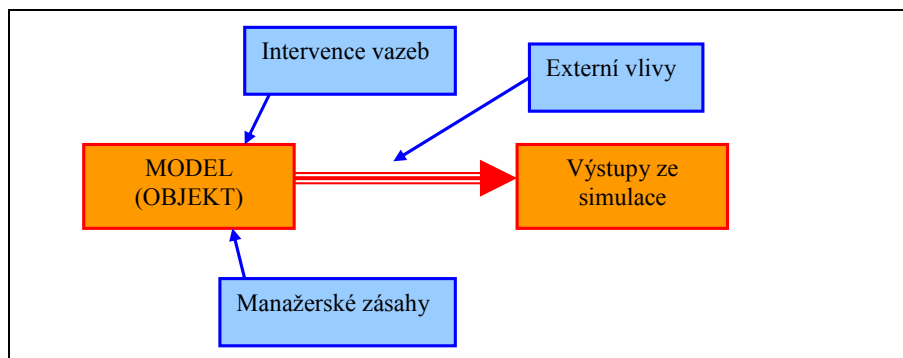 Intervence vazeb
Externí vlivy
MODEL
(OBJEKT)
Výstupy ze
simulace
Manažerské zásahy